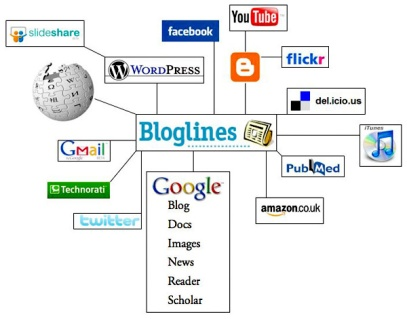 YouTube
slideshare
facebook
WORDPRESS
flickr
del.icio.us
Bloglines
iTunes
Gmail
PubMed
Technorati
amazon.co.uk
twitter
Google
Blog
Docs
Images
News
Reader
Scholar